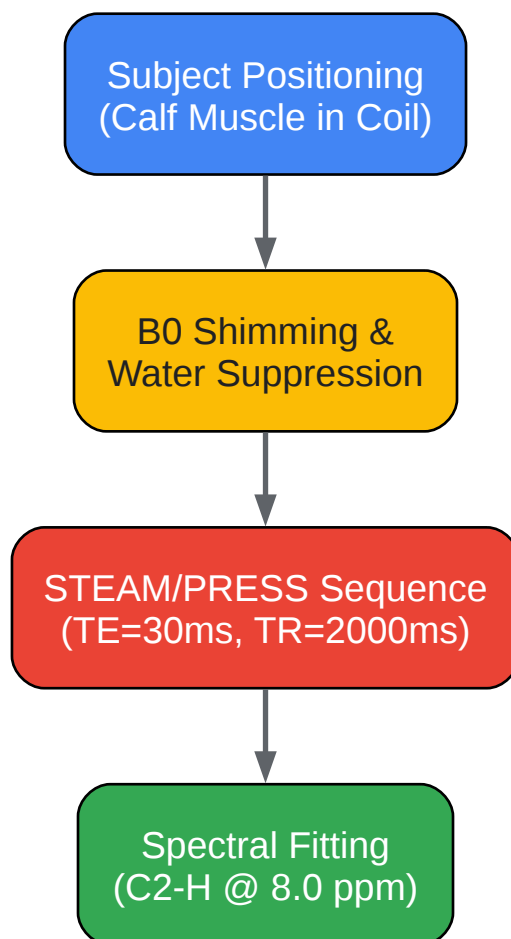 Subject Positioning
(Calf Muscle in Coil)
B0 Shimming &
Water Suppression
STEAM/PRESS Sequence
(TE=30ms, TR=2000ms)
Spectral Fitting
(C2-H @ 8.0 ppm)